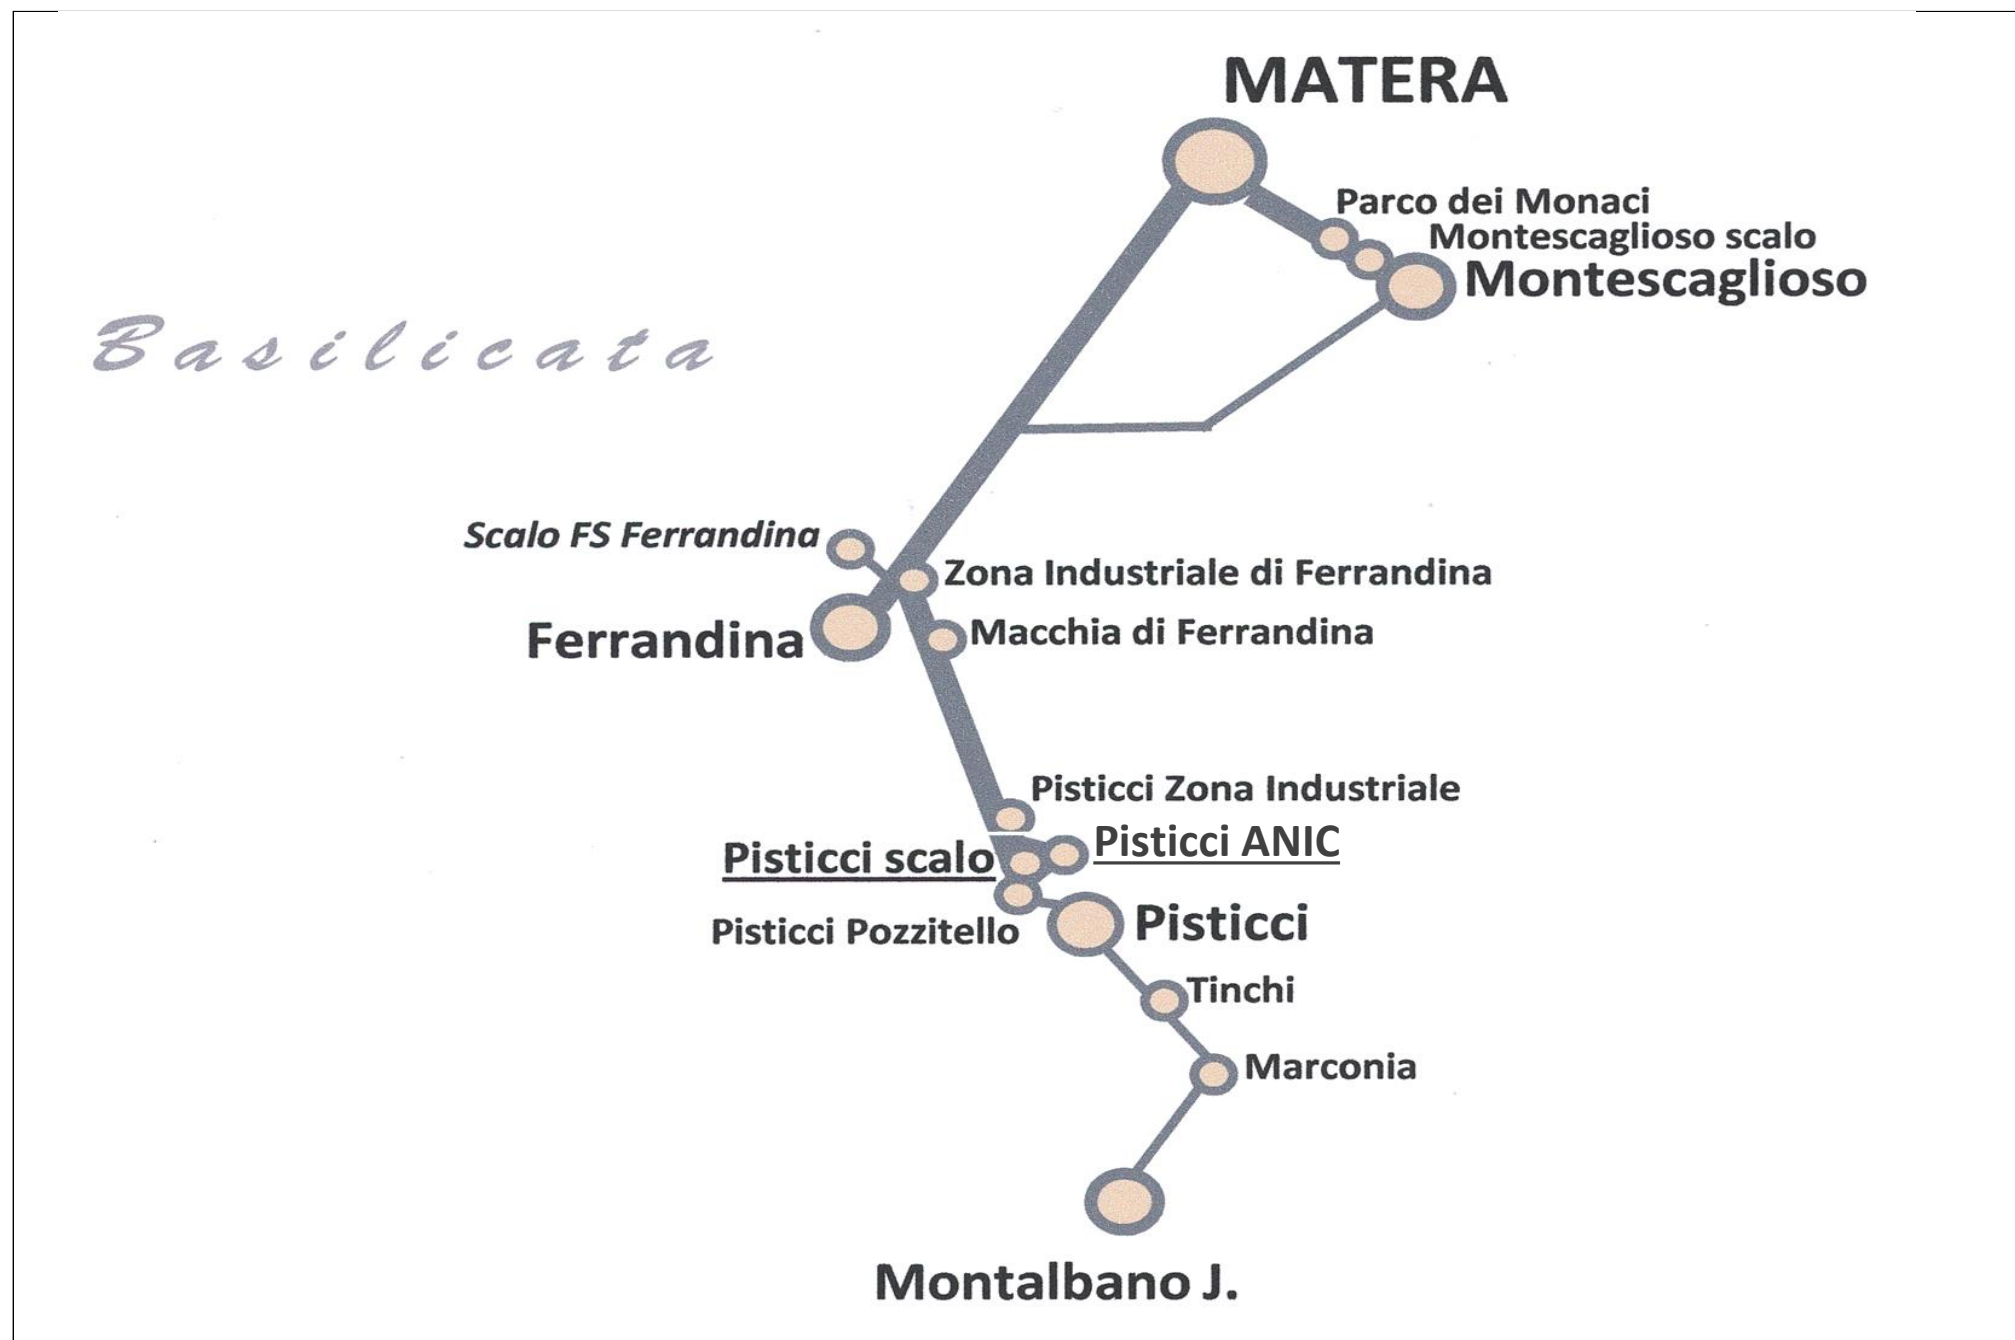 MATERA
Parco dei Monaci
Montescaglioso scalo
Montescaglioso
Basilicata
Scalo FS Ferrandina
Zona Industriale di Ferrandina
Ferrandina
Macchia di Ferrandina
Pisticci Zona Industriale
Pisticci ANIC
Pisticci scalo
Pisticci
Pisticci Pozzitello
Tinchi
Marconia
Montalbano J.